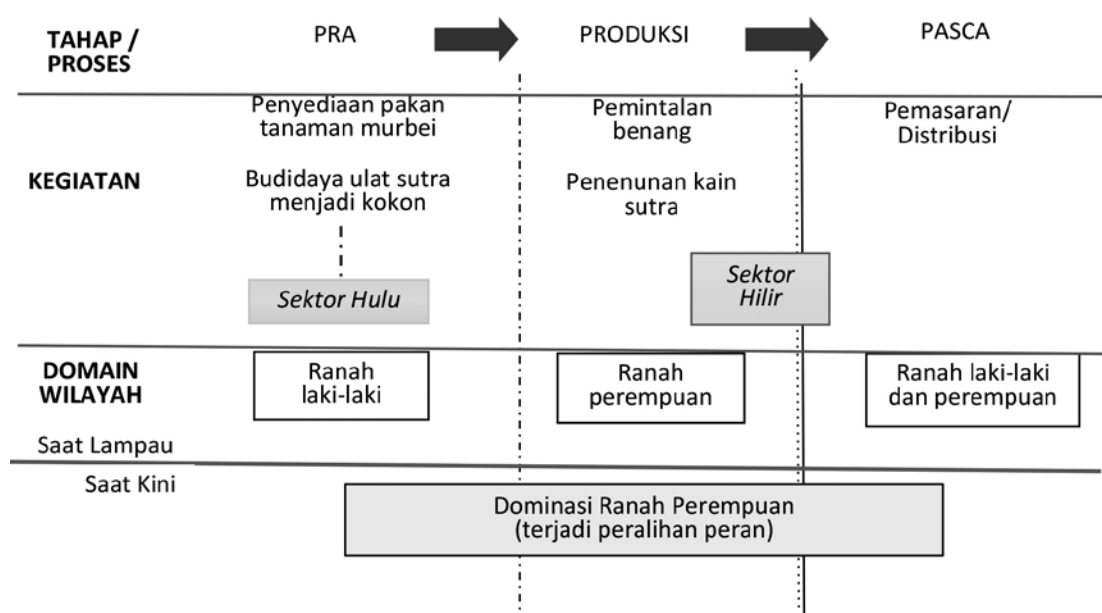 TAHAP /
PROSES
PRA
PRODUKSI
PASCA
KEGIATAN
Penyediaan pakan
tanaman murbei
Budidaya ulat sutra
menjadi kokon
Sektor Hulu
Pemintalan
benang
Penenunan kain
sutra
Sektor
Hilir
Pemasaran/
Distribusi
DOMAIN
WILAYAH
Ranah
laki-laki
Ranah
perempuan
Ranah laki-laki
dan perempuan
Saat Lampau
Saat Kini
Dominasi Ranah Perempuan
(terjadi peralihan peran)